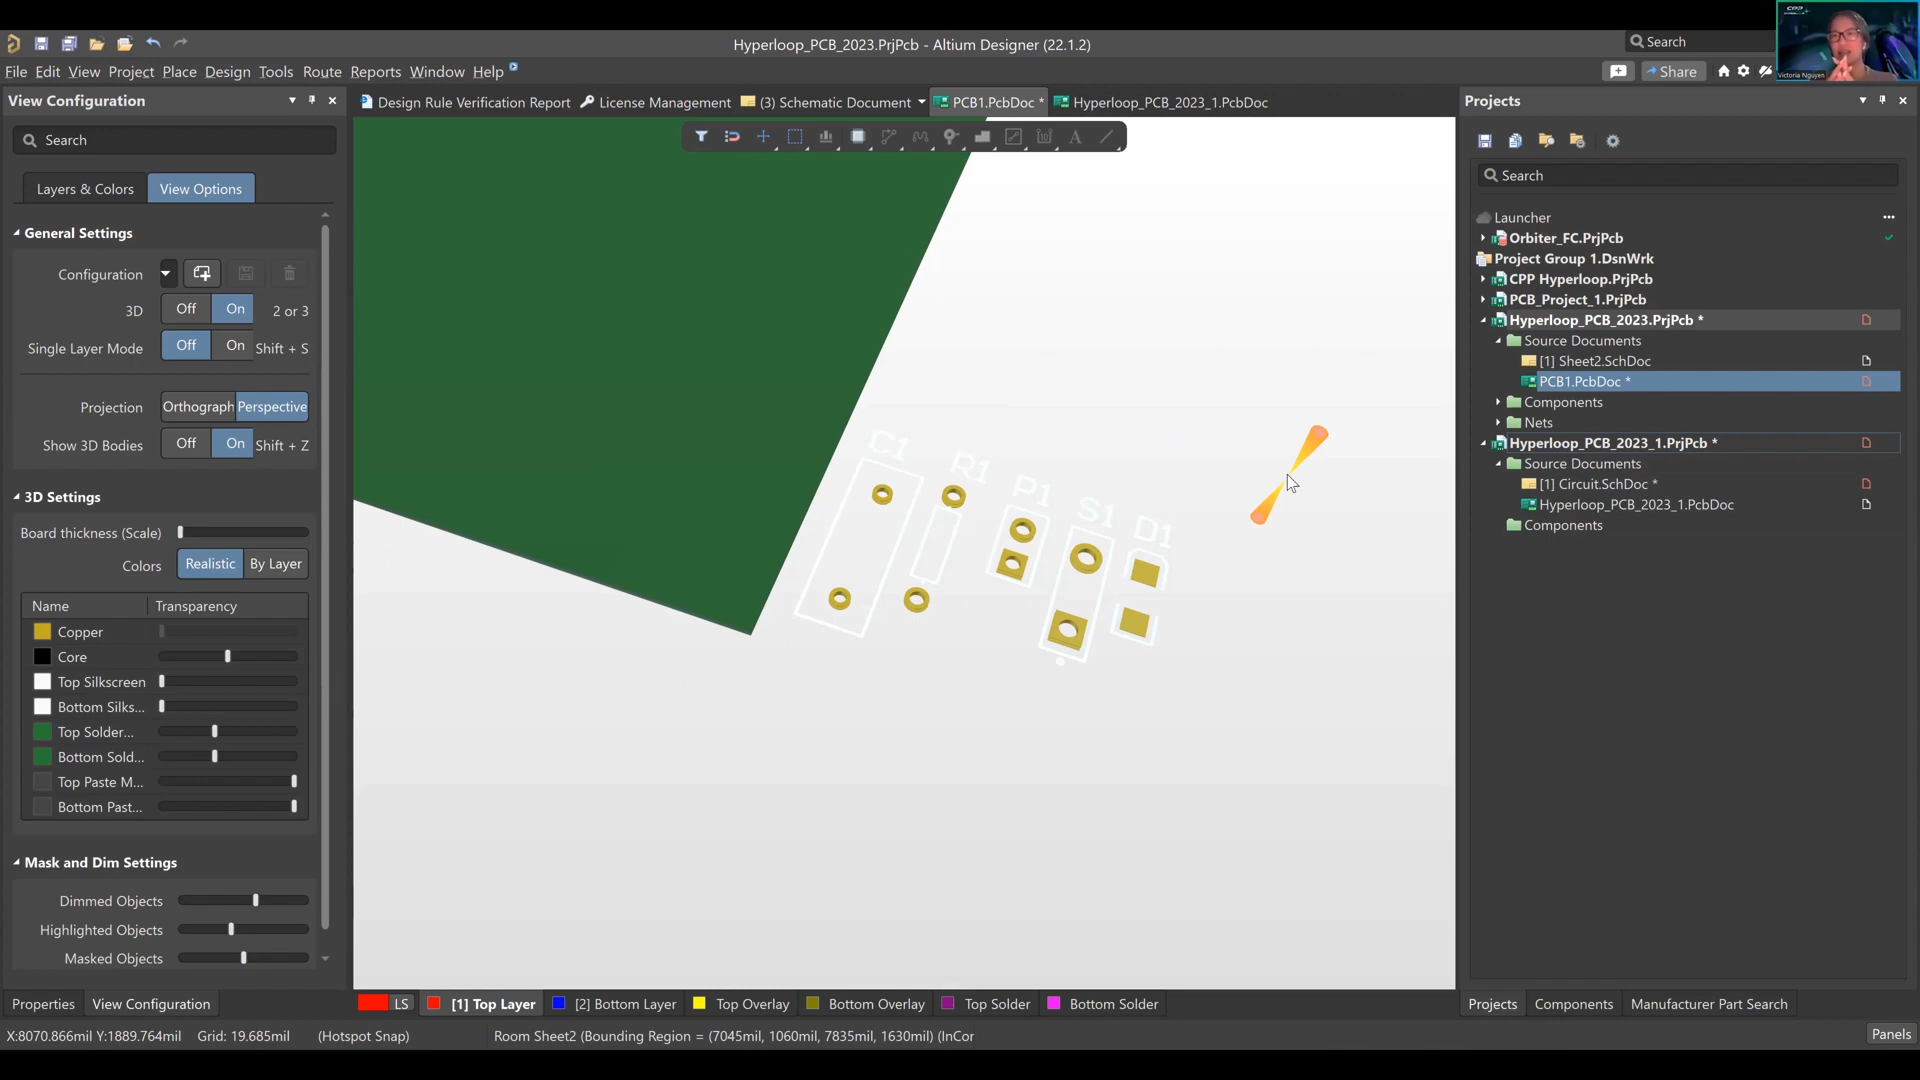 Hyperloop_PCB_2023.PrjPcb - Altium Designer (22.1.2)
Search
CPP
Victoria Nguyen
File Edit View Project Place Design Tools Route Reports Window Help
Share
View Configuration
Design Rule Verification Report
License Management
(3) Schematic Document
PCB1.PcbDoc *
Hyperloop_PCB_2023_1.PcbDoc
Projects
Search
Layers & Colors
View Options
General Settings
Configuration
3D Off On 2 or 3
Single Layer Mode Off On Shift + S
Projection Orthograph Perspective
Show 3D Bodies Off On Shift + Z
3D Settings
Board thickness (Scale)
Colors Realistic By Layer
Name Transparency
Copper
Core
Top Silkscreen
Bottom Silks...
Top Solder...
Bottom Sold...
Top Paste M...
Bottom Past...
Mask and Dim Settings
Dimmed Objects
Highlighted Objects
Masked Objects
C1
R1
P1
S1
D1
Search
Launcher
Orbiter_FC.PrjPcb
Project Group 1.DsnWrk
CPP Hyperloop.PrjPcb
PCB_Project_1.PrjPcb
Hyperloop_PCB_2023.PrjPcb *
Source Documents
[1] Sheet2.SchDoc
PCB1.PcbDoc *
Components
Nets
Hyperloop_PCB_2023_1.PrjPcb *
Source Documents
[1] Circuit.SchDoc *
Hyperloop_PCB_2023_1.PcbDoc
Components
Properties View Configuration
LS [1] Top Layer [2] Bottom Layer Top Overlay Bottom Overlay Top Solder Bottom Solder
Projects Components Manufacturer Part Search
X:8070.866mil Y:1889.764mil Grid: 19.685mil (Hotspot Snap) Room Sheet2 (Bounding Region = (7045mil, 1060mil, 7835mil, 1630mil) (InCor
Panels